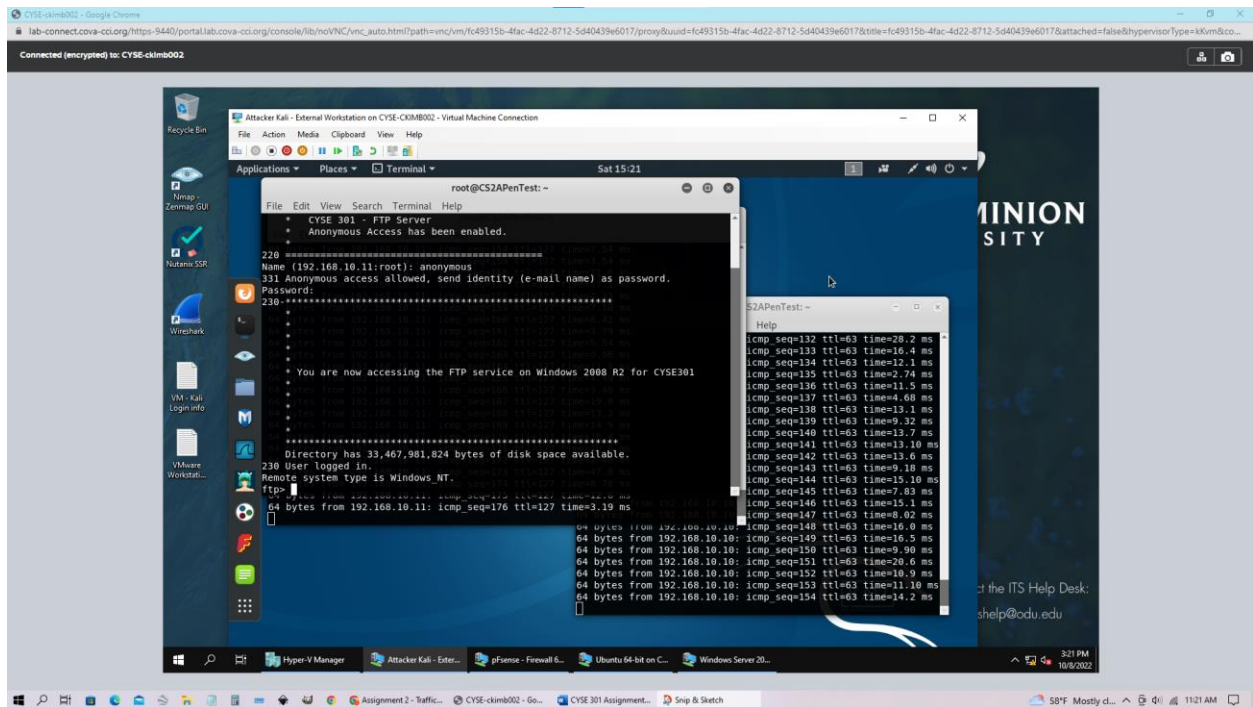 CYSE-ckimb002 - Google Chrome
lab-connect.cova-cci.org/https-9440/portal.lab.cova-cci.org/console/lib/noVNC/vnc_auto.html?path=vnc/vm/fc49315b-4fac-4d22-8712-5d40439e6017/proxy&uuid=fc49315b-4fac-4d22-8712-5d40439e6017&title=fc49315b-4fac-4d22-8712-5d40439e6017&attached=false&hypervisorType=kKvm&co...
Connected (encrypted) to: CYSE-ckimb002
Recycle Bin
Nmap - Zenmap GUI
Nutanix SSR
Wireshark
VM - Kali Login info
VMware Workstati...
MINION
SITY
Attacker Kali - External Workstation on CYSE-CKIMB002 - Virtual Machine Connection
File Action Media Clipboard View Help
Applications Places Terminal Sat 15:21 1
root@CS2APenTest: ~
File Edit View Search Terminal Help
* CYSE 301 - FTP Server
* Anonymous Access has been enabled.
*
220 ===========================================
Name (192.168.10.11:root): anonymous
331 Anonymous access allowed, send identity (e-mail name) as password.
Password:
230-****************************************************
*
*
*
*
* You are now accessing the FTP service on Windows 2008 R2 for CYSE301
*
*
*
*
*****************************************************
Directory has 33,467,981,824 bytes of disk space available.
230 User logged in.
Remote system type is Windows_NT.
ftp>
64 bytes from 192.168.10.11: icmp_seq=176 ttl=127 time=3.19 ms
S2APenTest: ~
Help
icmp_seq=132 ttl=63 time=28.2 ms
icmp_seq=133 ttl=63 time=16.4 ms
icmp_seq=134 ttl=63 time=12.1 ms
icmp_seq=135 ttl=63 time=2.74 ms
icmp_seq=136 ttl=63 time=11.5 ms
icmp_seq=137 ttl=63 time=4.68 ms
icmp_seq=138 ttl=63 time=13.1 ms
icmp_seq=139 ttl=63 time=9.32 ms
icmp_seq=140 ttl=63 time=13.7 ms
icmp_seq=141 ttl=63 time=13.10 ms
icmp_seq=142 ttl=63 time=13.6 ms
icmp_seq=143 ttl=63 time=9.18 ms
icmp_seq=144 ttl=63 time=15.10 ms
icmp_seq=145 ttl=63 time=7.83 ms
icmp_seq=146 ttl=63 time=15.1 ms
icmp_seq=147 ttl=63 time=8.02 ms
64 bytes from 192.168.10.10: icmp_seq=148 ttl=63 time=16.0 ms
64 bytes from 192.168.10.10: icmp_seq=149 ttl=63 time=16.5 ms
64 bytes from 192.168.10.10: icmp_seq=150 ttl=63 time=9.90 ms
64 bytes from 192.168.10.10: icmp_seq=151 ttl=63 time=20.6 ms
64 bytes from 192.168.10.10: icmp_seq=152 ttl=63 time=10.9 ms
64 bytes from 192.168.10.10: icmp_seq=153 ttl=63 time=11.10 ms
64 bytes from 192.168.10.10: icmp_seq=154 ttl=63 time=14.2 ms
ct the ITS Help Desk:
shelp@odu.edu
Hyper-V Manager Attacker Kali - Exter... pFsense - Firewall 6... Ubuntu 64-bit on C... Windows Server 20... 3:21 PM
10/8/2022
Assignment 2 - Traffic... CYSE-ckimb002 - Go... CYSE 301 Assignment... Snip & Sketch 58°F Mostly cl... 11:21 AM